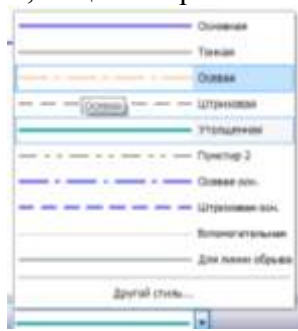 Основная
Тонкая
Осевая
Осевая
Штриховая
Утолщенная
Пунктир 2
Осевая осн.
Штриховая осн.
Вспомогательная
Для линии обрыва
Другой стиль...